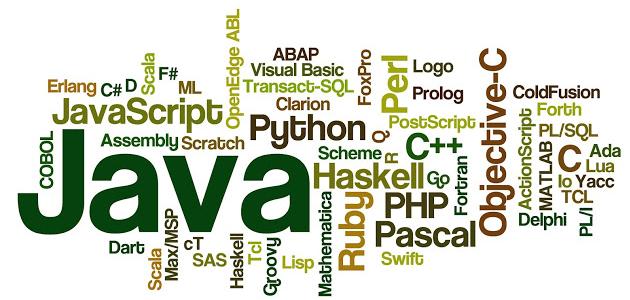 OpenEdge ABL
ABAP
FoxPro
Perl
Logo
Objective-C
Scala
F#
Visual Basic
Erlang
C#
D
ML
Transact-SQL
Prolog
ColdFusion
JavaScript
Clarion
Forth
Python
Q
PostScript
ActionScript
MATLAB
PL/SQL
COBOL
Assembly
Scratch
Scheme
R
C++
C
Ada
Lua
Java
Haskell
Go
Fortran
Io
Yacc
TCL
Mathematica
Ruby
PHP
Delphi
PL/I
Pascal
Dart
Scala
Max/MSP
cT
SAS
Haskell
Tcl
Groovy
Lisp
Swift